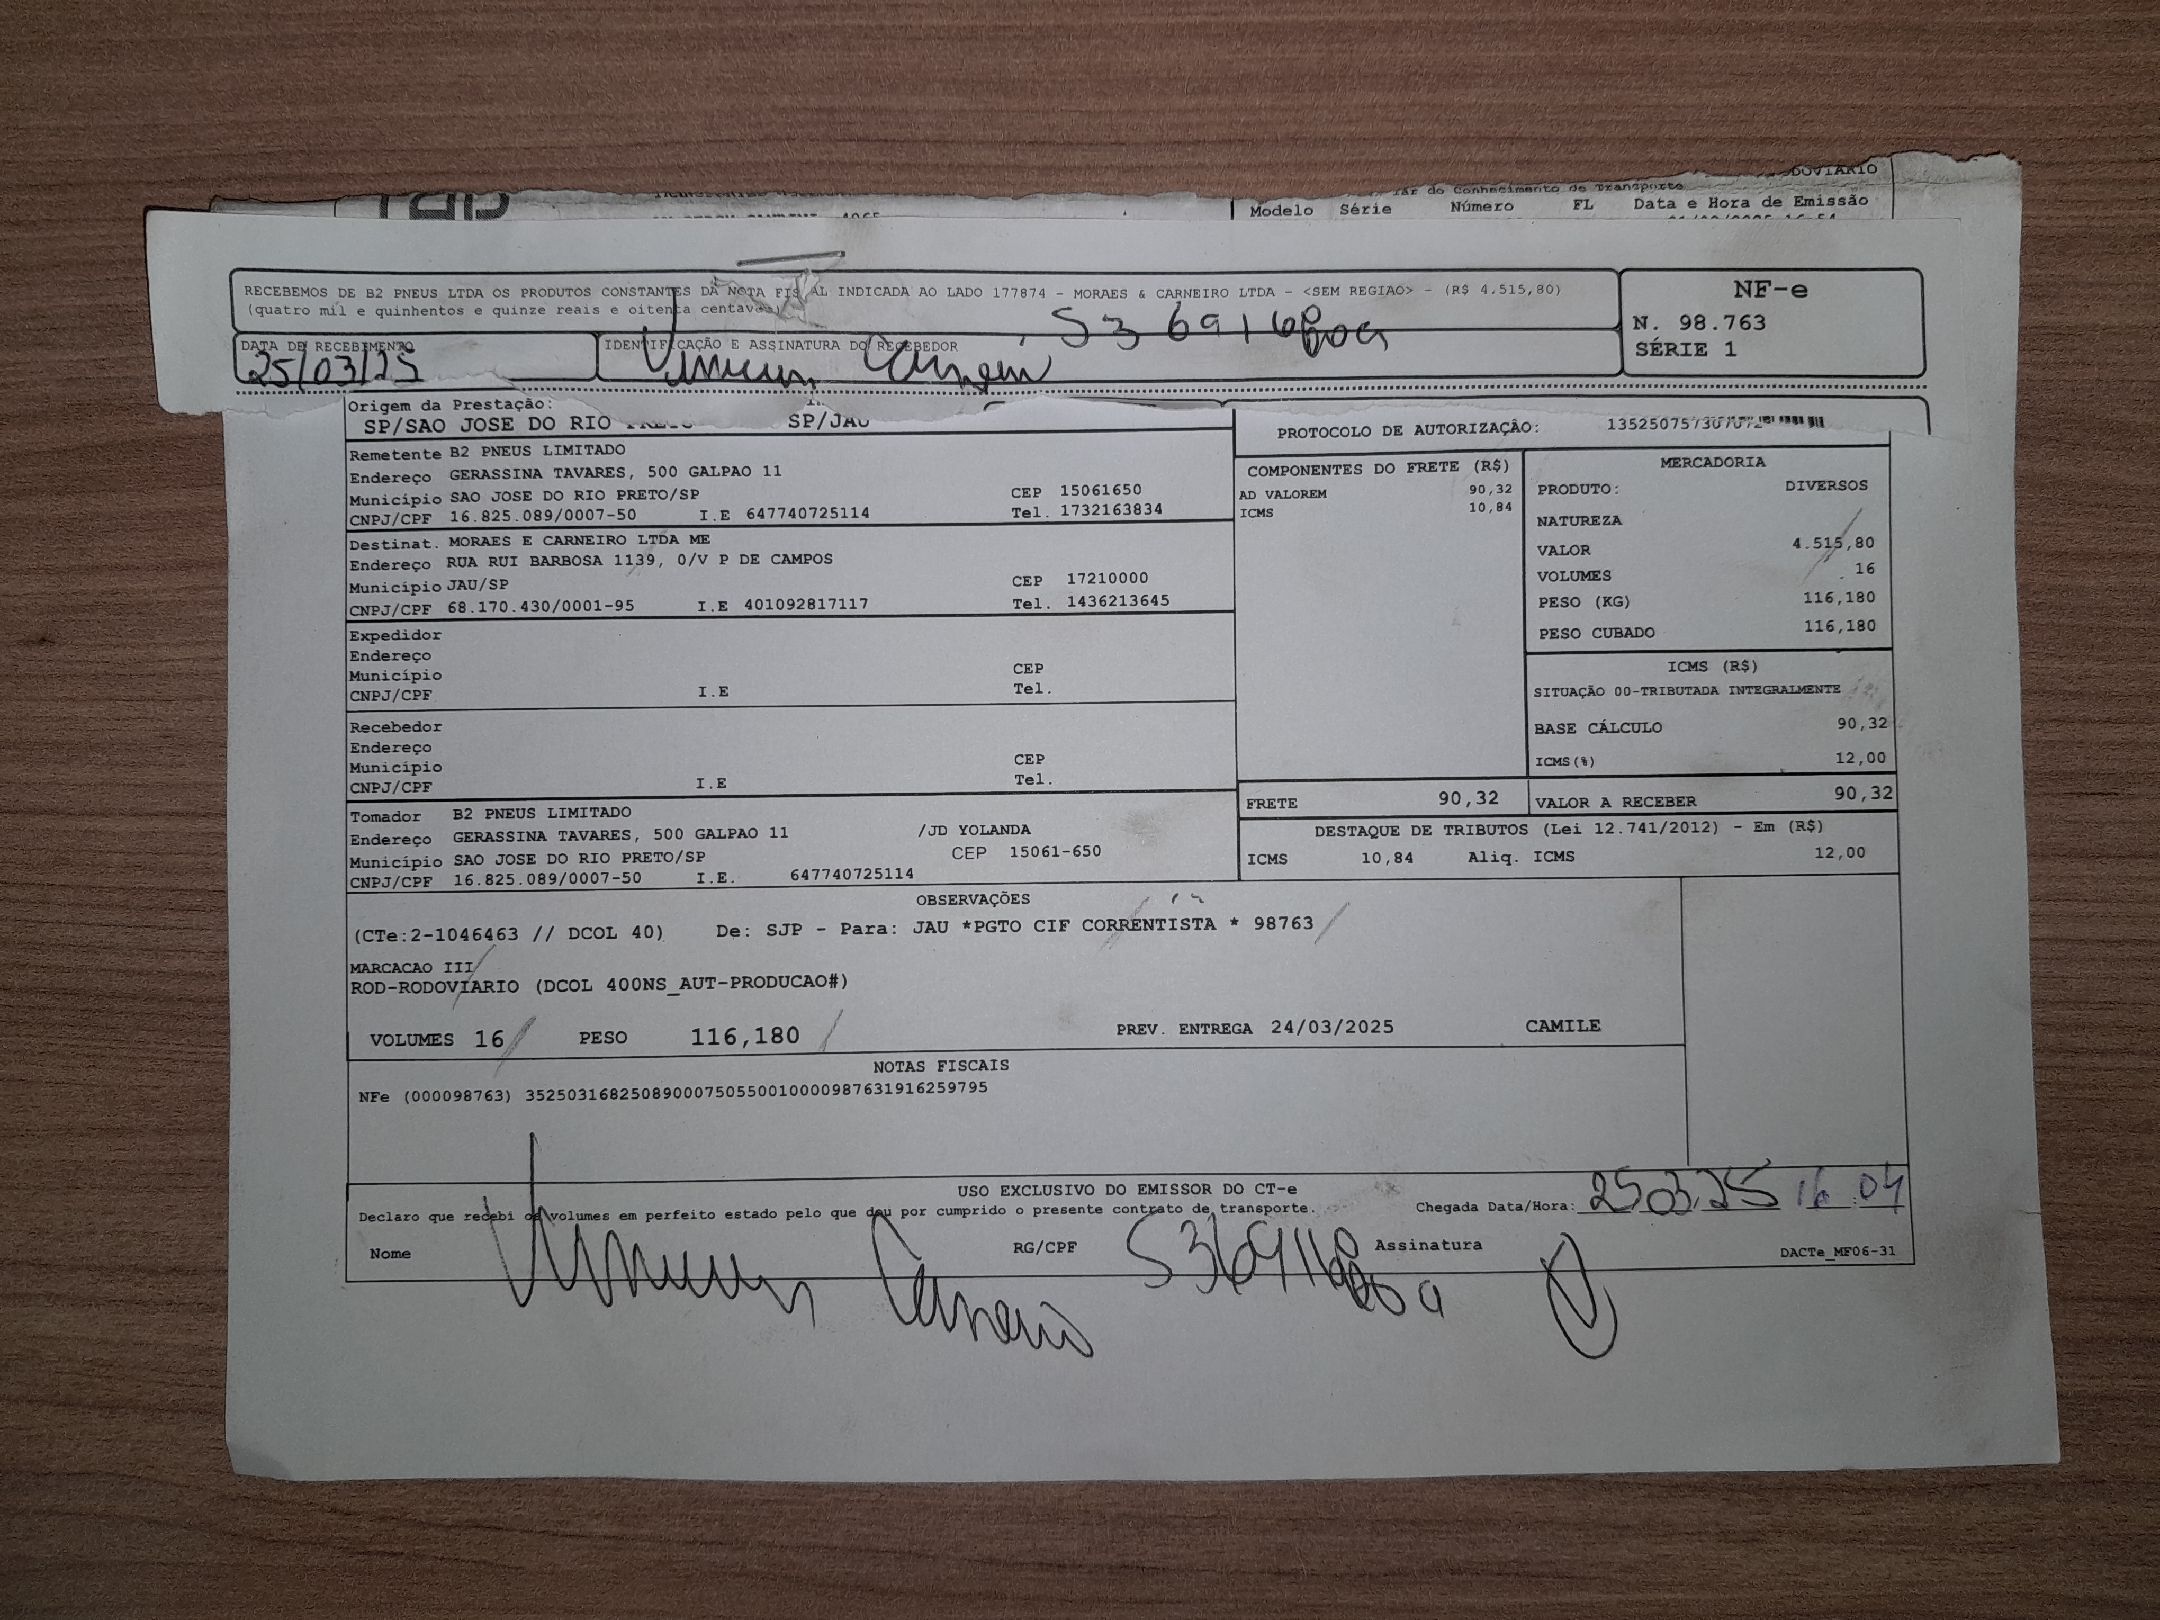 Modelo Série Número FL Data e Hora de Emissão
RECEBEMOS DE B2 PNEUS LTDA OS PRODUTOS CONSTANTES DA NOTA FISCAL INDICADA AO LADO 177874 - MORAES & CARNEIRO LTDA - <SEM REGIAO> - (R$ 4.515,80)
(quatro mil e quinhentos e quinze reais e oitenta centavos)
NF-e
N. 98.763
SÉRIE 1
DATA DE RECEBIMENTO
25/03/25
IDENTIFICAÇÃO E ASSINATURA DO RECEBEDOR
Origem da Prestação:
SP/SAO JOSE DO RIO SP/JAU
PROTOCOLO DE AUTORIZAÇÃO:
Remetente B2 PNEUS LIMITADO
Endereço GERASSINA TAVARES, 500 GALPAO 11
Município SAO JOSE DO RIO PRETO/SP CEP 15061650
CNPJ/CPF 16.825.089/0007-50 I.E 647740725114 Tel. 1732163834
Destinat. MORAES E CARNEIRO LTDA ME
Endereço RUA RUI BARBOSA 1139, 0/V P DE CAMPOS
Município JAU/SP CEP 17210000
CNPJ/CPF 68.170.430/0001-95 I.E 401092817117 Tel. 1436213645
Expedidor
Endereço
Município CEP
CNPJ/CPF I.E Tel.
Recebedor
Endereço
Município CEP
CNPJ/CPF I.E Tel.
Tomador B2 PNEUS LIMITADO
Endereço GERASSINA TAVARES, 500 GALPAO 11 /JD YOLANDA
Município SAO JOSE DO RIO PRETO/SP CEP 15061-650
CNPJ/CPF 16.825.089/0007-50 I.E. 647740725114
COMPONENTES DO FRETE (R$)
AD VALOREM 90,32
ICMS 10,84
MERCADORIA
PRODUTO: DIVERSOS
NATUREZA
VALOR 4.515,80
VOLUMES 16
PESO (KG) 116,180
PESO CUBADO 116,180
ICMS (R$)
SITUAÇÃO 00-TRIBUTADA INTEGRALMENTE
BASE CÁLCULO 90,32
ICMS(%) 12,00
FRETE 90,32 VALOR A RECEBER 90,32
DESTAQUE DE TRIBUTOS (Lei 12.741/2012) - Em (R$)
ICMS 10,84 Aliq. ICMS 12,00
OBSERVAÇÕES
(CTe:2-1046463 // DCOL 40) De: SJP - Para: JAU *PGTO CIF CORRENTISTA * 98763
MARCACAO III
ROD-RODOVIARIO (DCOL 400NS_AUT-PRODUCAO#)
VOLUMES 16 PESO 116,180 PREV. ENTREGA 24/03/2025 CAMILE
NOTAS FISCAIS
NFe (000098763) 35250316825089000750550010000987631916259795
USO EXCLUSIVO DO EMISSOR DO CT-e
Declaro que recebi os volumes em perfeito estado pelo que dou por cumprido o presente contrato de transporte. Chegada Data/Hora: 25 03 25 16:04
Nome RG/CPF Assinatura DACTe_MF06-31